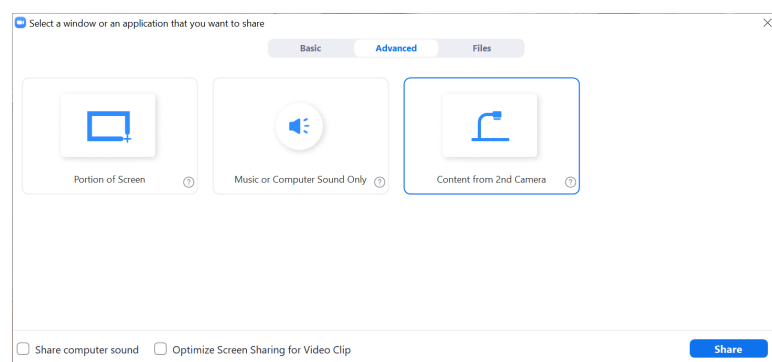 Select a window or an application that you want to share
Basic Advanced Files
Portion of Screen
Music or Computer Sound Only
Content from 2nd Camera
Share computer sound Optimize Screen Sharing for Video Clip Share